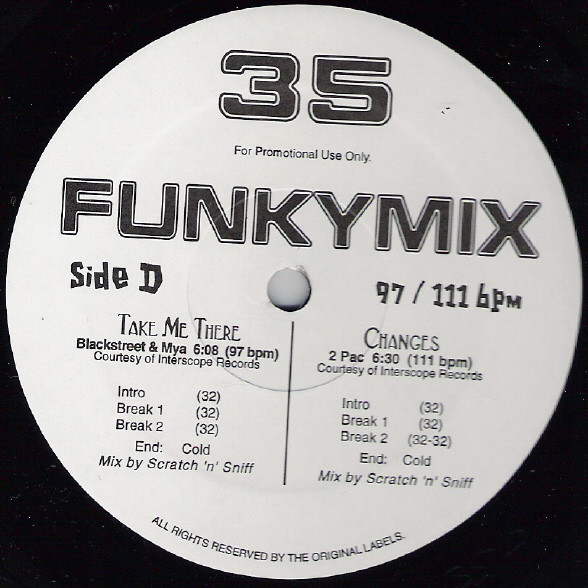 35
For Promotional Use Only.
FUNKYMIX
Side D
97 / 111 bpm
TAKE ME THERE
Blackstreet & Mya 6:08 (97 bpm)
Courtesy of Interscope Records
Intro (32)
Break 1 (32)
Break 2 (32)
End: Cold
Mix by Scratch 'n' Sniff
CHANGES
2 Pac 6:30 (111 bpm)
Courtesy of Interscope Records
Intro (32)
Break 1 (32)
Break 2 (32-32)
End: Cold
Mix by Scratch 'n' Sniff
ALL RIGHTS RESERVED BY THE ORIGINAL LABELS.